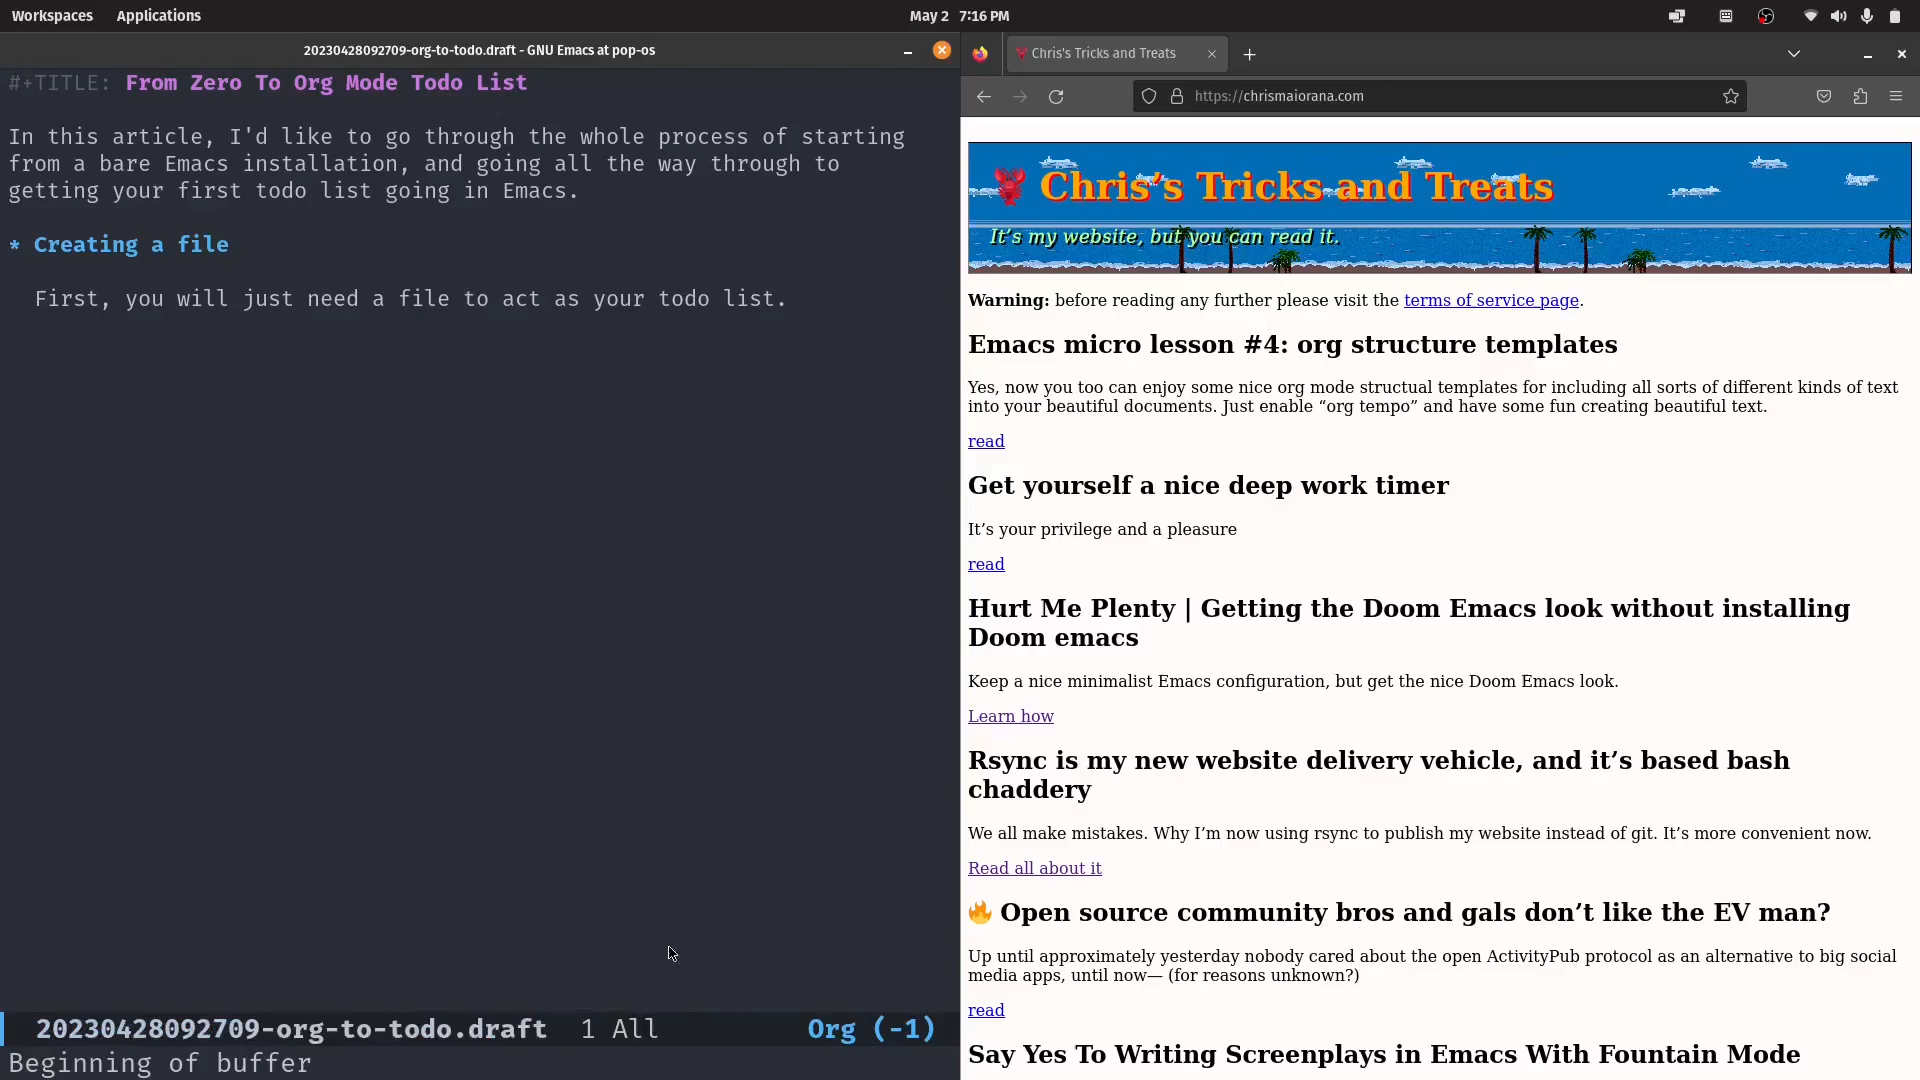 Workspaces Applications May 2 7:16 PM
20230428092709-org-to-todo.draft - GNU Emacs at pop-os
#+TITLE: From Zero To Org Mode Todo List
In this article, I'd like to go through the whole process of starting
from a bare Emacs installation, and going all the way through to
getting your first todo list going in Emacs.
* Creating a file
First, you will just need a file to act as your todo list.
20230428092709-org-to-todo.draft 1 All Org (-1)
Beginning of buffer
Chris's Tricks and Treats
https://chrismaiorana.com
Chris’s Tricks and Treats
It’s my website, but you can read it.
Warning: before reading any further please visit the terms of service page.
Emacs micro lesson #4: org structure templates
Yes, now you too can enjoy some nice org mode structual templates for including all sorts of different kinds of text
into your beautiful documents. Just enable “org tempo” and have some fun creating beautiful text.
read
Get yourself a nice deep work timer
It’s your privilege and a pleasure
read
Hurt Me Plenty | Getting the Doom Emacs look without installing
Doom emacs
Keep a nice minimalist Emacs configuration, but get the nice Doom Emacs look.
Learn how
Rsync is my new website delivery vehicle, and it’s based bash
chaddery
We all make mistakes. Why I’m now using rsync to publish my website instead of git. It’s more convenient now.
Read all about it
🔥 Open source community bros and gals don’t like the EV man?
Up until approximately yesterday nobody cared about the open ActivityPub protocol as an alternative to big social
media apps, until now— (for reasons unknown?)
read
Say Yes To Writing Screenplays in Emacs With Fountain Mode